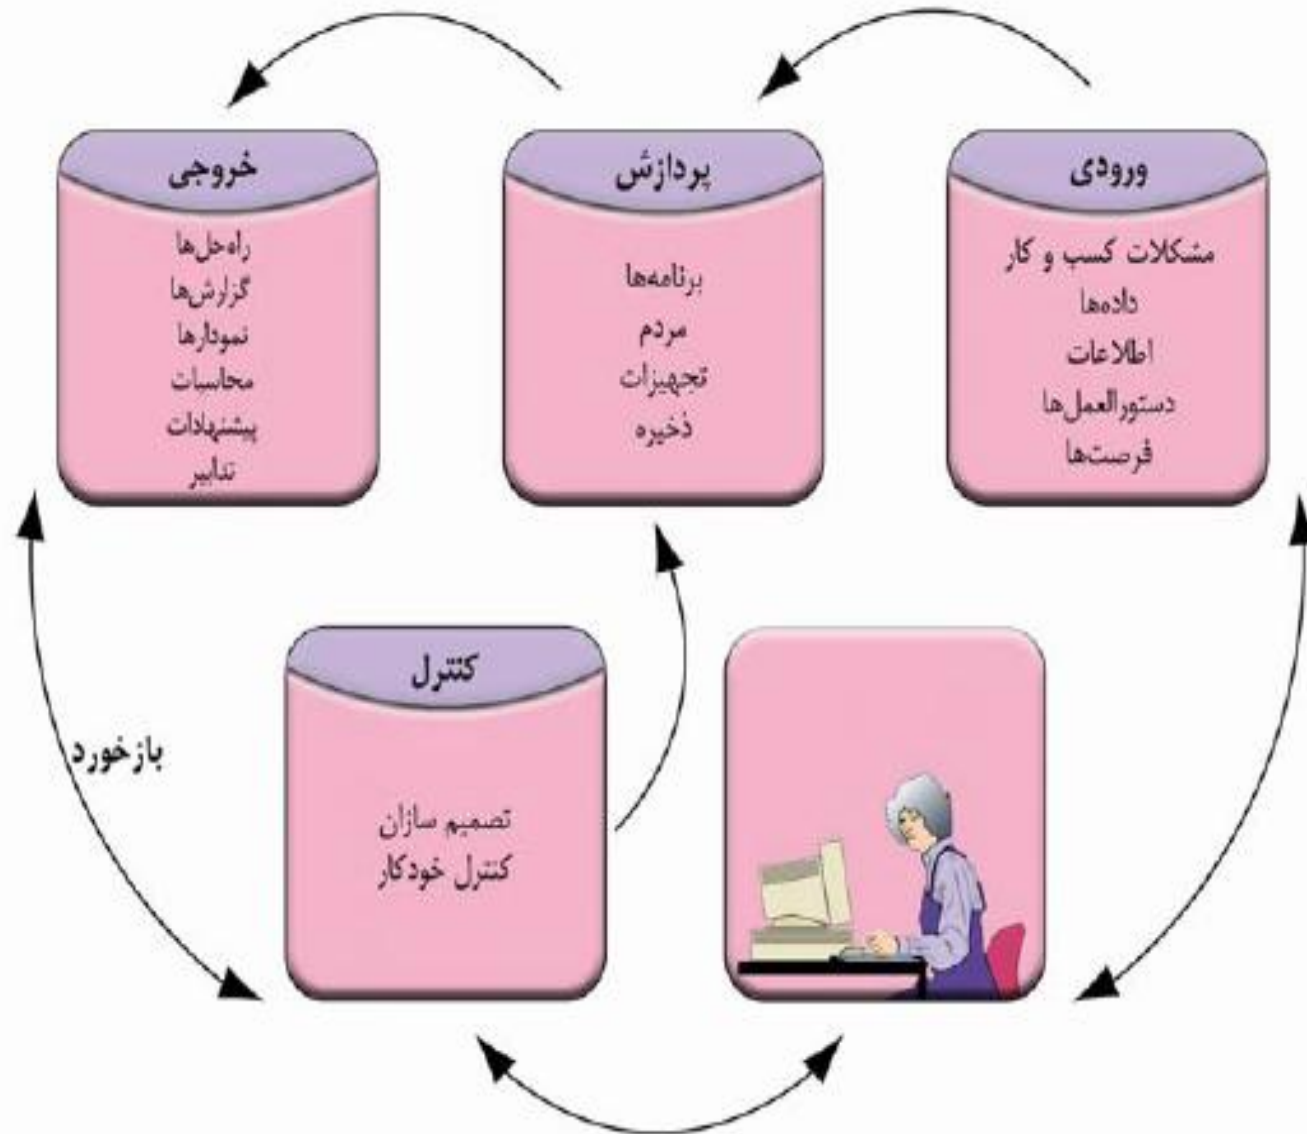 ورودی
مشکلات کسب و کار
داده‌ها
اطلاعات
دستورالعمل‌ها
فرصت‌ها
پردازش
برنامه‌ها
مردم
تجهیزات
ذخیره
خروجی
راه‌حل‌ها
گزارش‌ها
نمودارها
محاسبات
پیشنهادات
تدابیر
کنترل
تصمیم سازان
کنترل خودکار
بازخورد